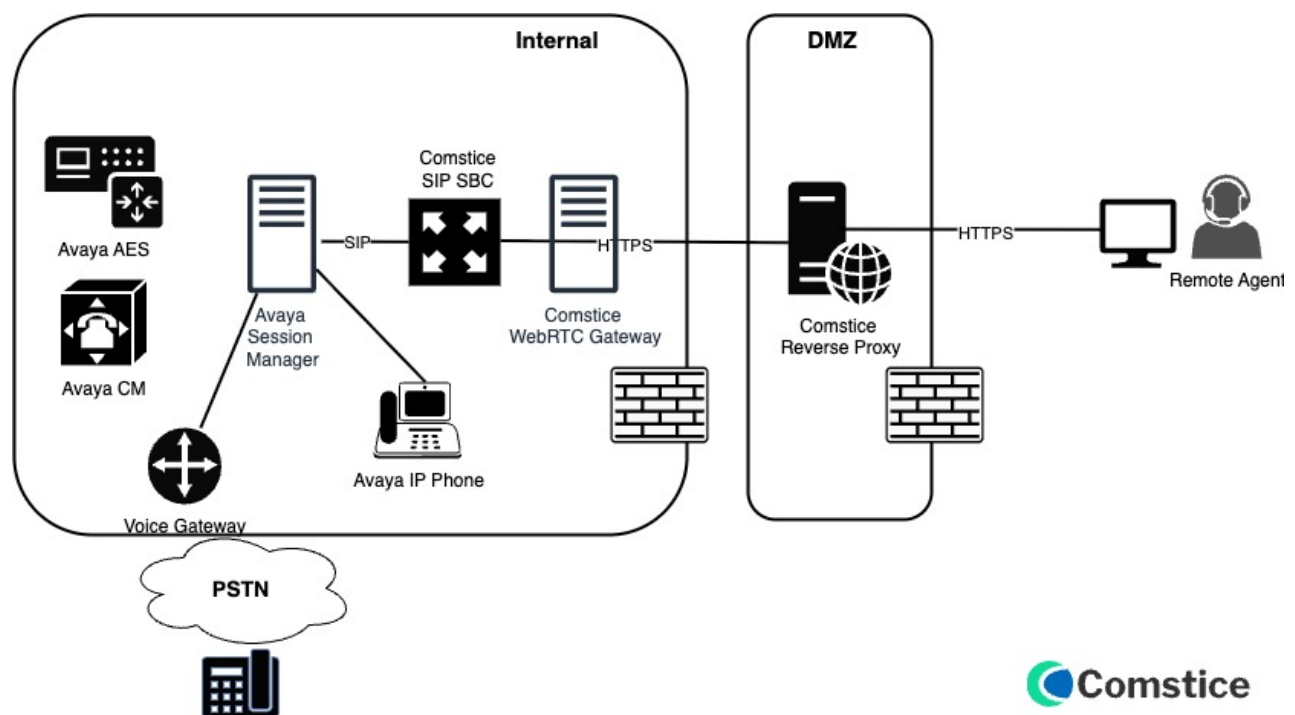 Internal
DMZ
Comstice
SIP SBC
Avaya AES
SIP
HTTPS
HTTPS
Remote Agent
Avaya
Session
Manager
Comstice
WebRTC Gateway
Comstice
Reverse Proxy
Avaya CM
Avaya IP Phone
Voice Gateway
PSTN
Comstice